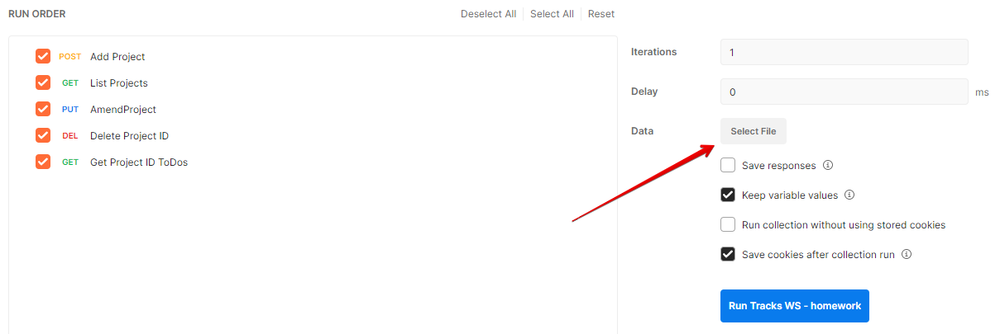 RUN ORDER
Deselect All Select All Reset
POST Add Project
GET List Projects
PUT AmendProject
DEL Delete Project ID
GET Get Project ID ToDos
Iterations 1
Delay 0 ms
Data Select File
Save responses
Keep variable values
Run collection without using stored cookies
Save cookies after collection run
Run Tracks WS - homework